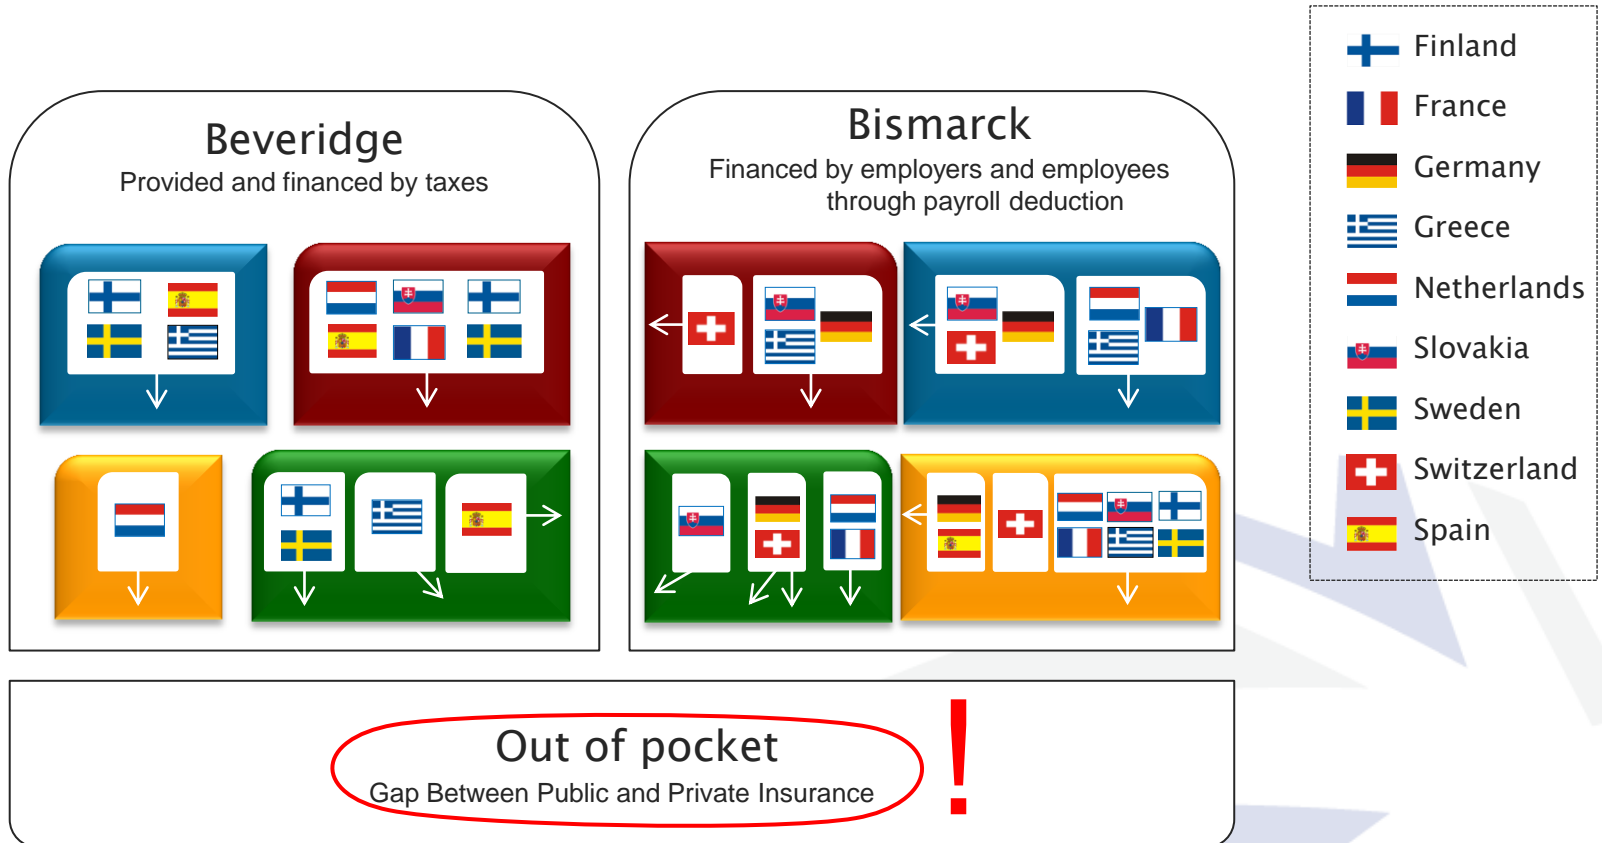 Beveridge
Provided and financed by taxes
Bismarck
Financed by employers and employees
through payroll deduction
Out of pocket
Gap Between Public and Private Insurance
!
Finland
France
Germany
Greece
Netherlands
Slovakia
Sweden
Switzerland
Spain